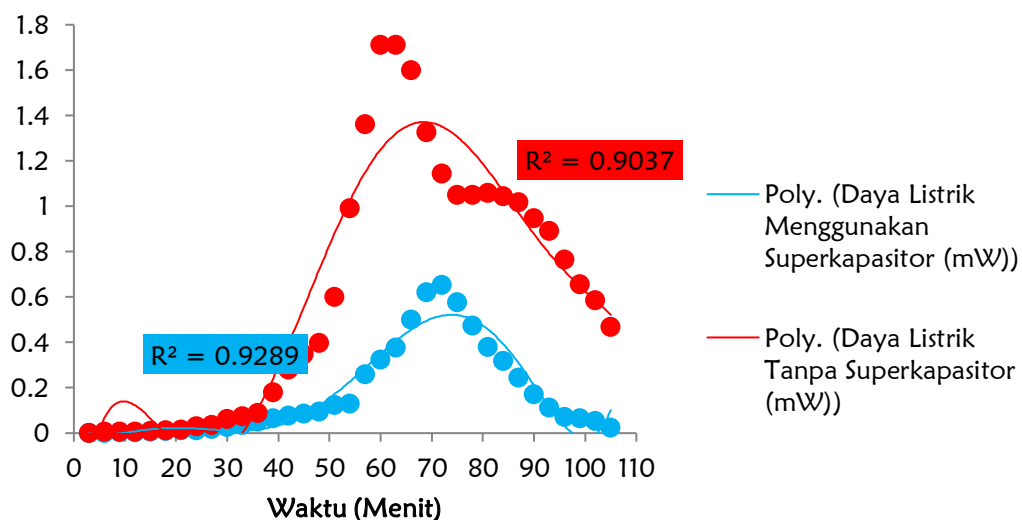 1.8
1.6
1.4
1.2
1
0.8
0.6
0.4
0.2
0
R² = 0.9037
R² = 0.9289
0 10 20 30 40 50 60 70 80 90 100 110
Waktu (Menit)
Poly. (Daya Listrik
Menggunakan
Superkapasitor (mW))
Poly. (Daya Listrik
Tanpa Superkapasitor
(mW))